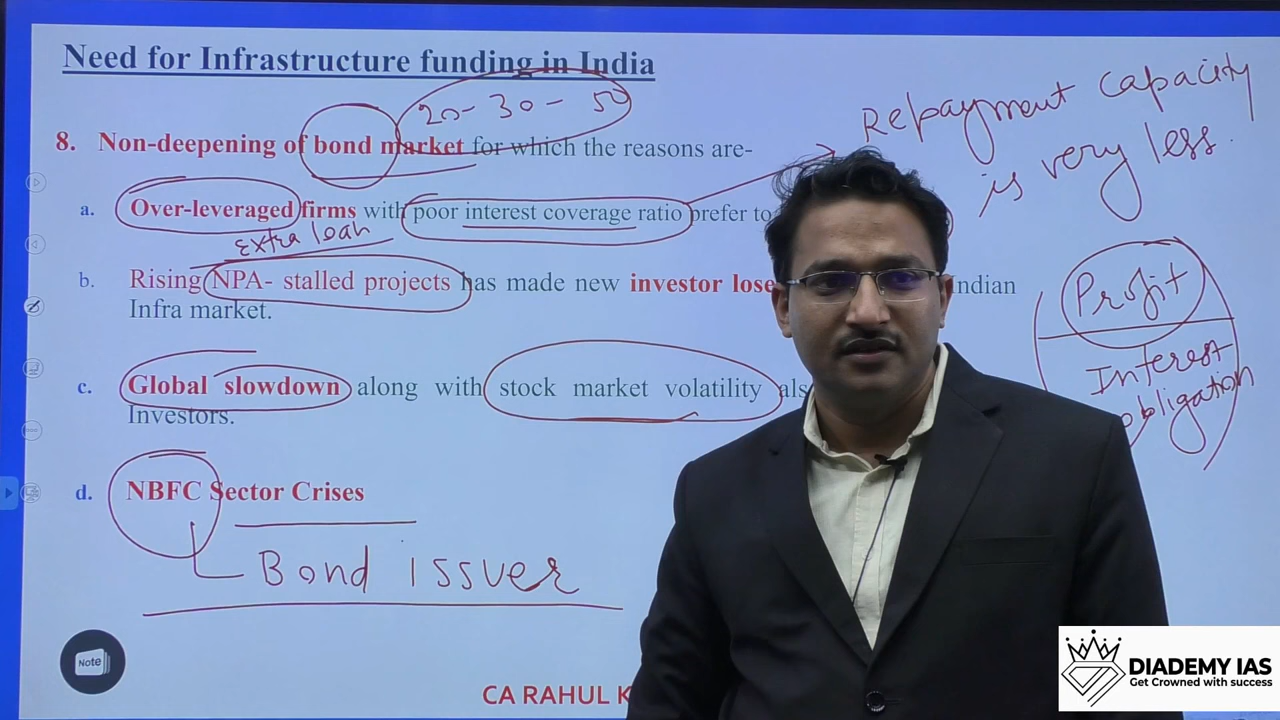 Need for Infrastructure funding in India
20-30-50
Repayment capacity
is very less.
8. Non-deepening of bond market for which the reasons are-
a. Over-leveraged firms with poor interest coverage ratio prefer to
Extra loan
b. Rising NPA- stalled projects has made new investor lose Indian
Infra market.
Profit
Interest
obligation
c. Global slowdown along with stock market volatility als
Investors.
d. NBFC Sector Crises
Bond issuer
Note
CA RAHUL K
DIADEMY IAS
Get Crowned with success